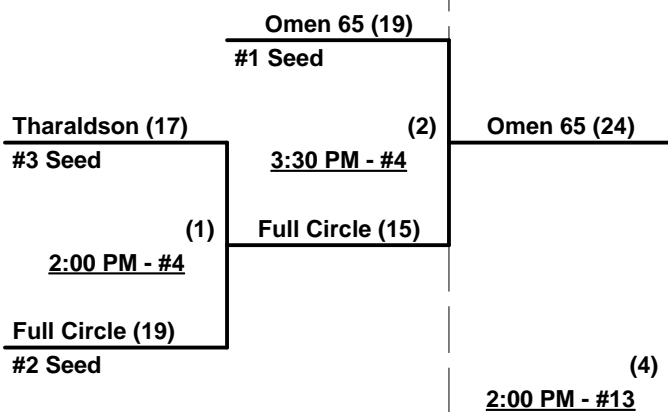 Omen 65 (19)
#1 Seed
Tharaldson (17)
(2)
Omen 65 (24)
#3 Seed
3:30 PM - #4
(1)
Full Circle (15)
2:00 PM - #4
Full Circle (19)
#2 Seed
(4)
2:00 PM - #13